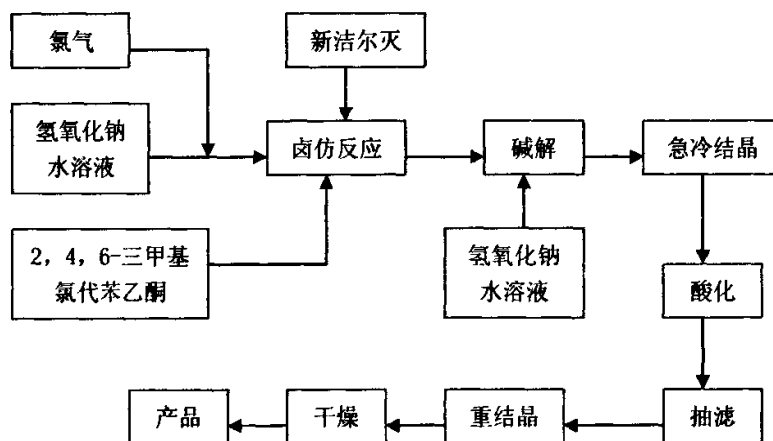 氯气
新洁尔灭
氢氧化钠
水溶液
卤仿反应
碱解
急冷结晶
2，4，6-三甲基
氯代苯乙酮
氢氧化钠
水溶液
酸化
产品
干燥
重结晶
抽滤